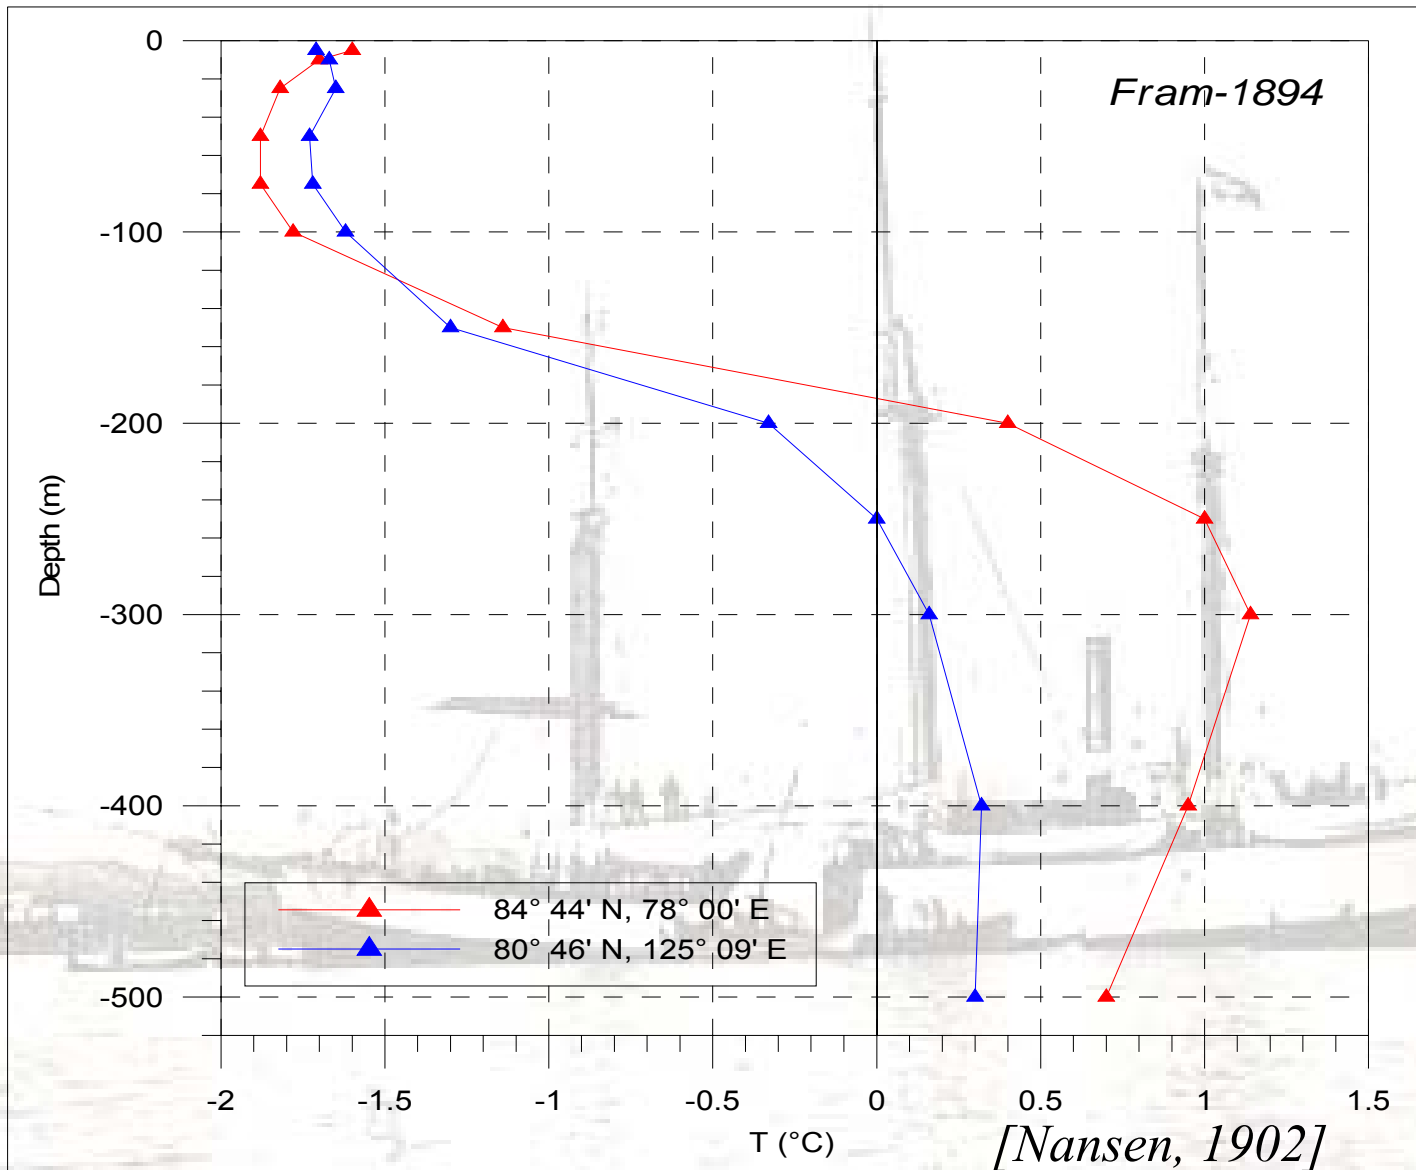 Fram-1894
0
-100
-200
-300
-400
-500
Depth (m)
84° 44' N, 78° 00' E
80° 46' N, 125° 09' E
-2 -1.5 -1 -0.5 0 0.5 1 1.5
T (°C)
[Nansen, 1902]